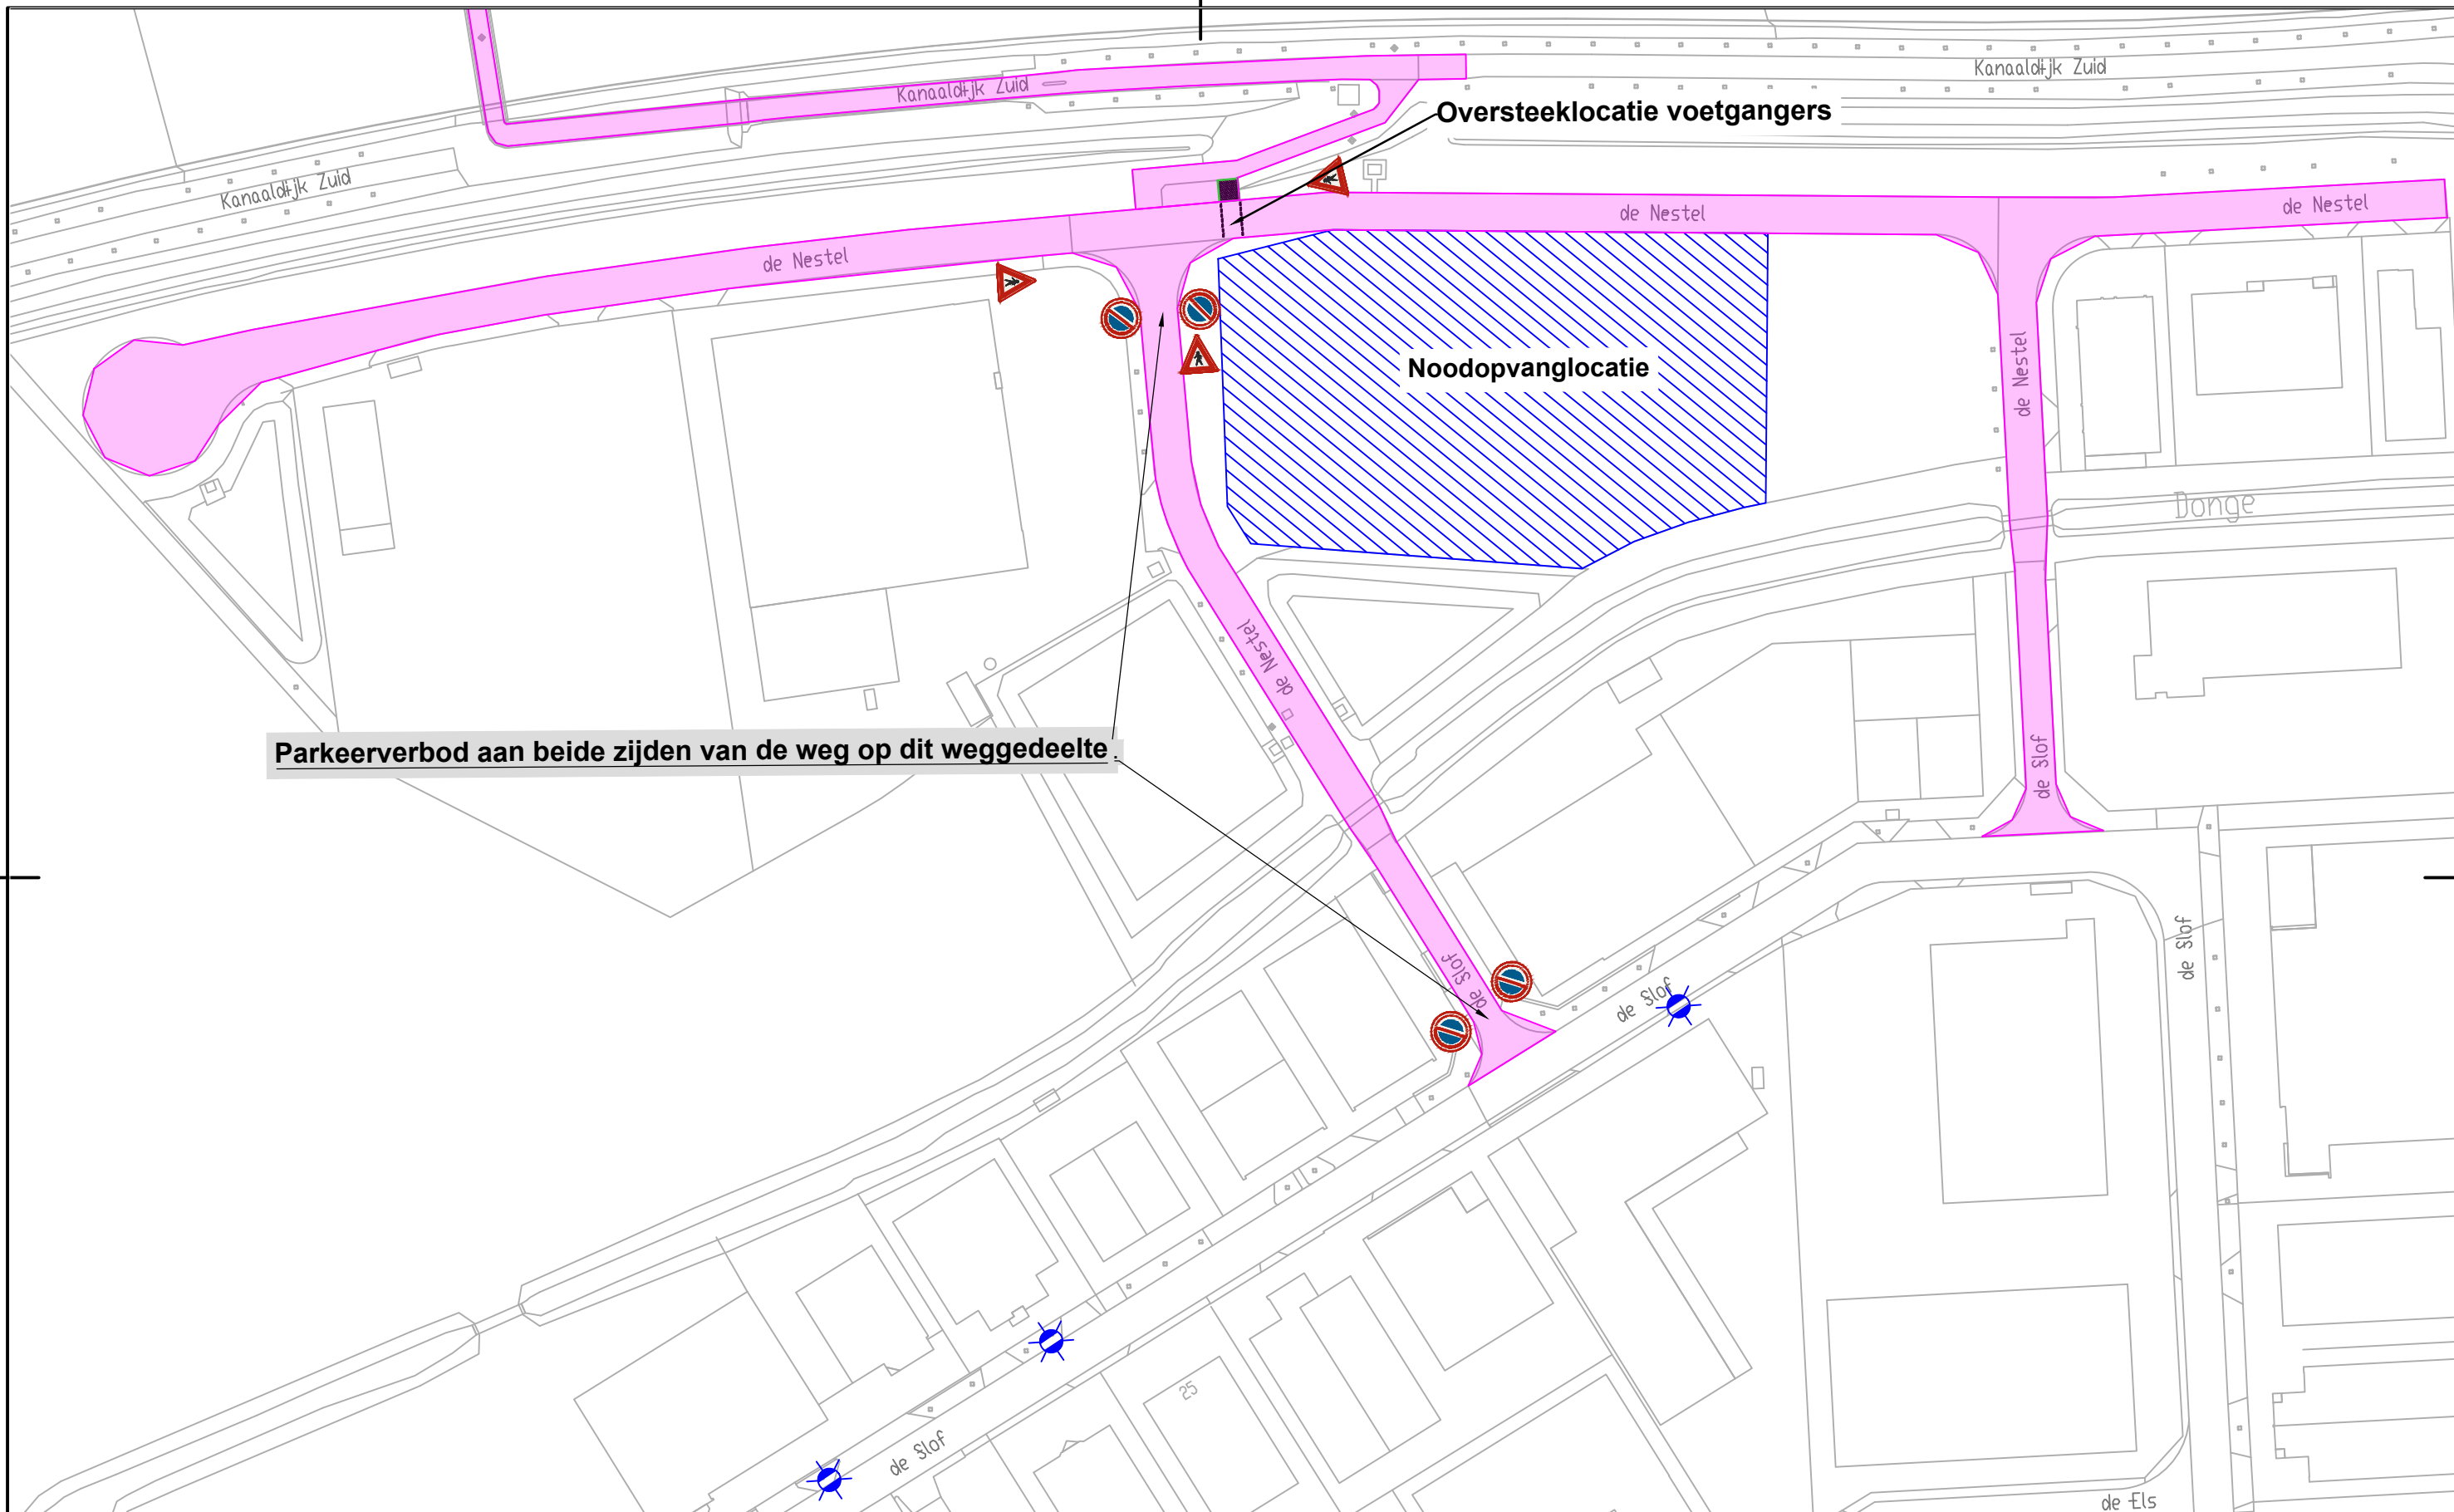 Kanaaldijk Zuid
Kanaaldijk Zuid
Oversteeklocatie voetgangers
Kanaaldijk Zuid
de Nestel
de Nestel
de Nestel
Noodopvanglocatie
de Nestel
Donge
de Nestel
Parkeerverbod aan beide zijden van de weg op dit weggedeelte
de Slof
de Slof
de Slof
de Slof
25
de Slof
de Els